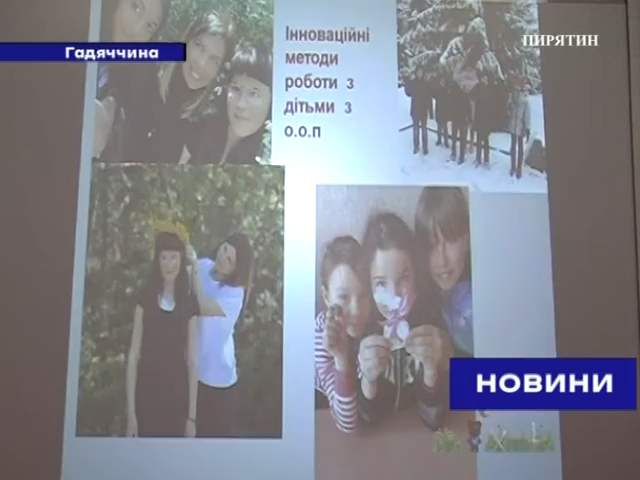 Гадяччина
ПИРЯТИН
Інноваційні
методи
роботи з
дітьми з
о.о.п
НОВИНИ